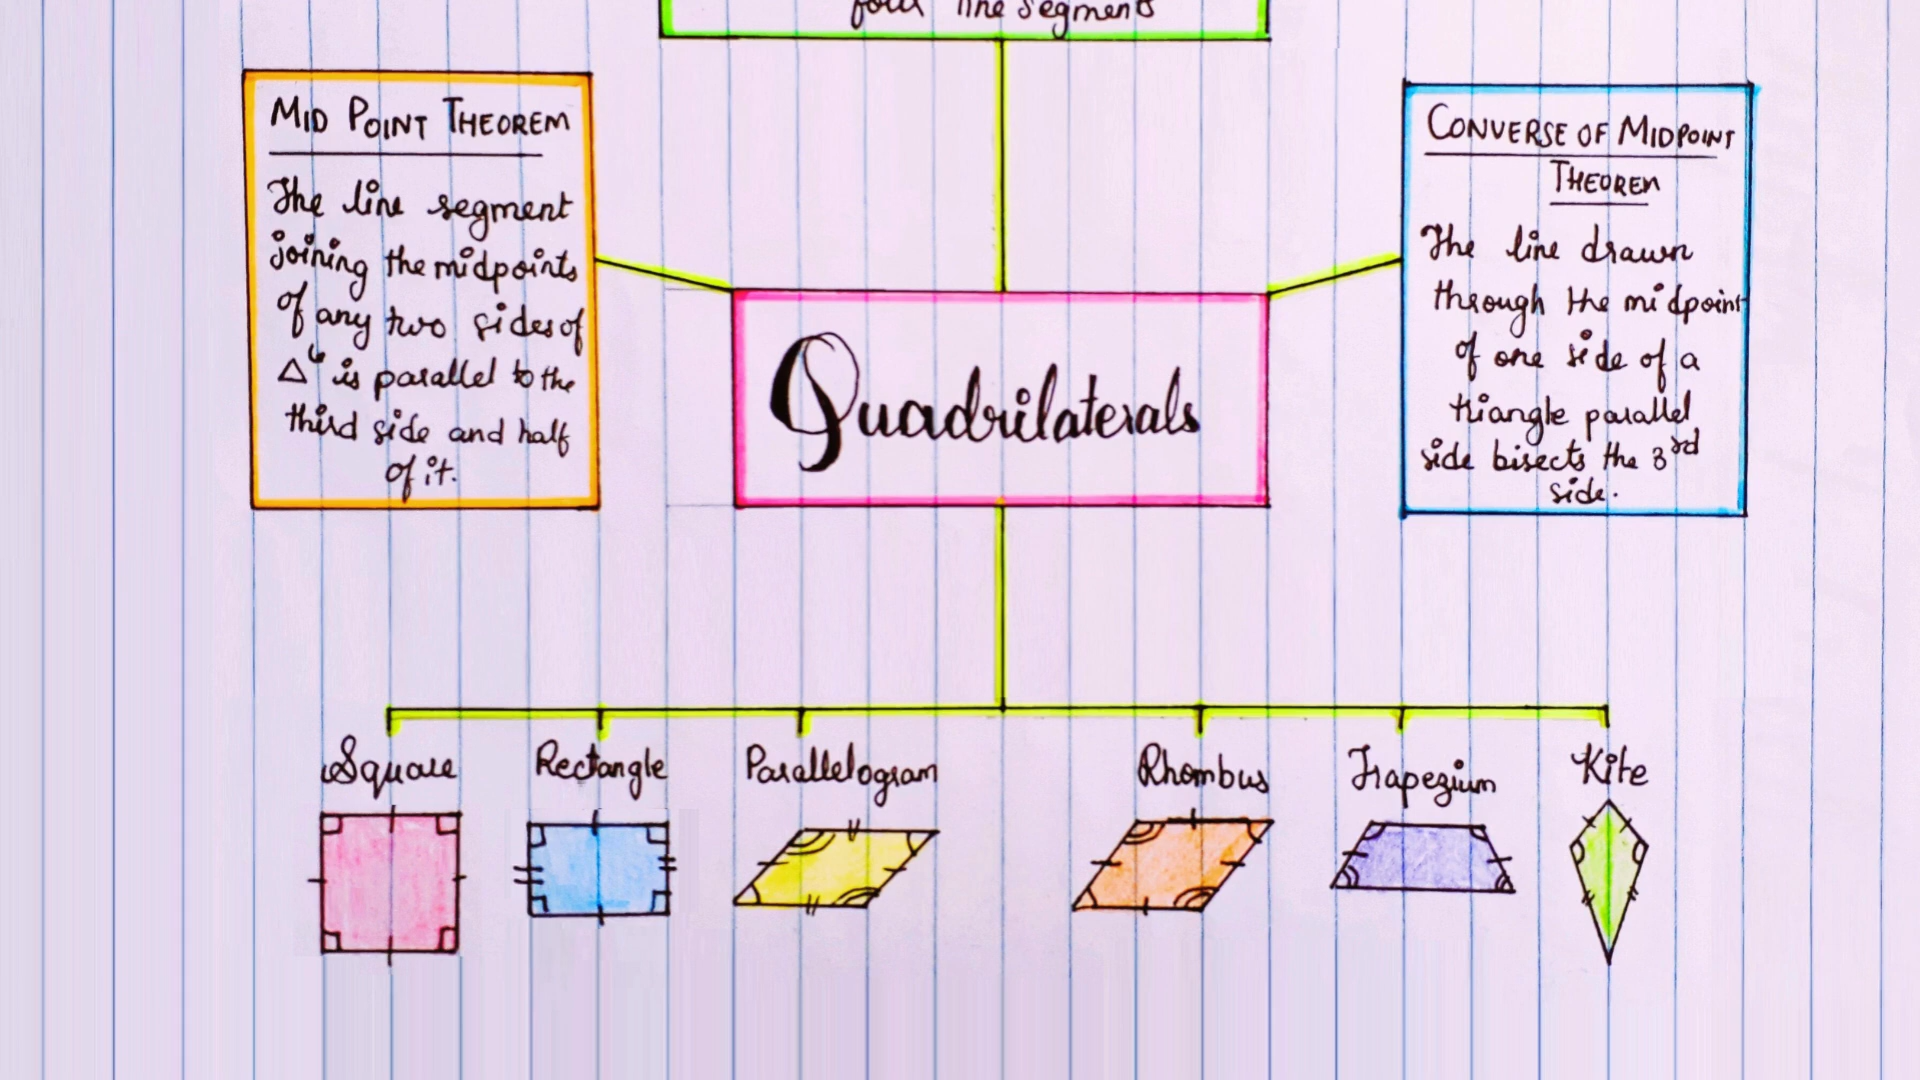 four line segments
MID POINT THEOREM
The line segment
joining the midpoints
of any two sides of
Δle is parallel to the
third side and half
of it.
CONVERSE OF MIDPOINT
THEOREM
The line drawn
through the midpoint
of one side of a
triangle parallel
side bisects the 3rd
side.
Quadrilaterals
Square
Rectangle
Parallelogram
Rhombus
Trapezium
Kite